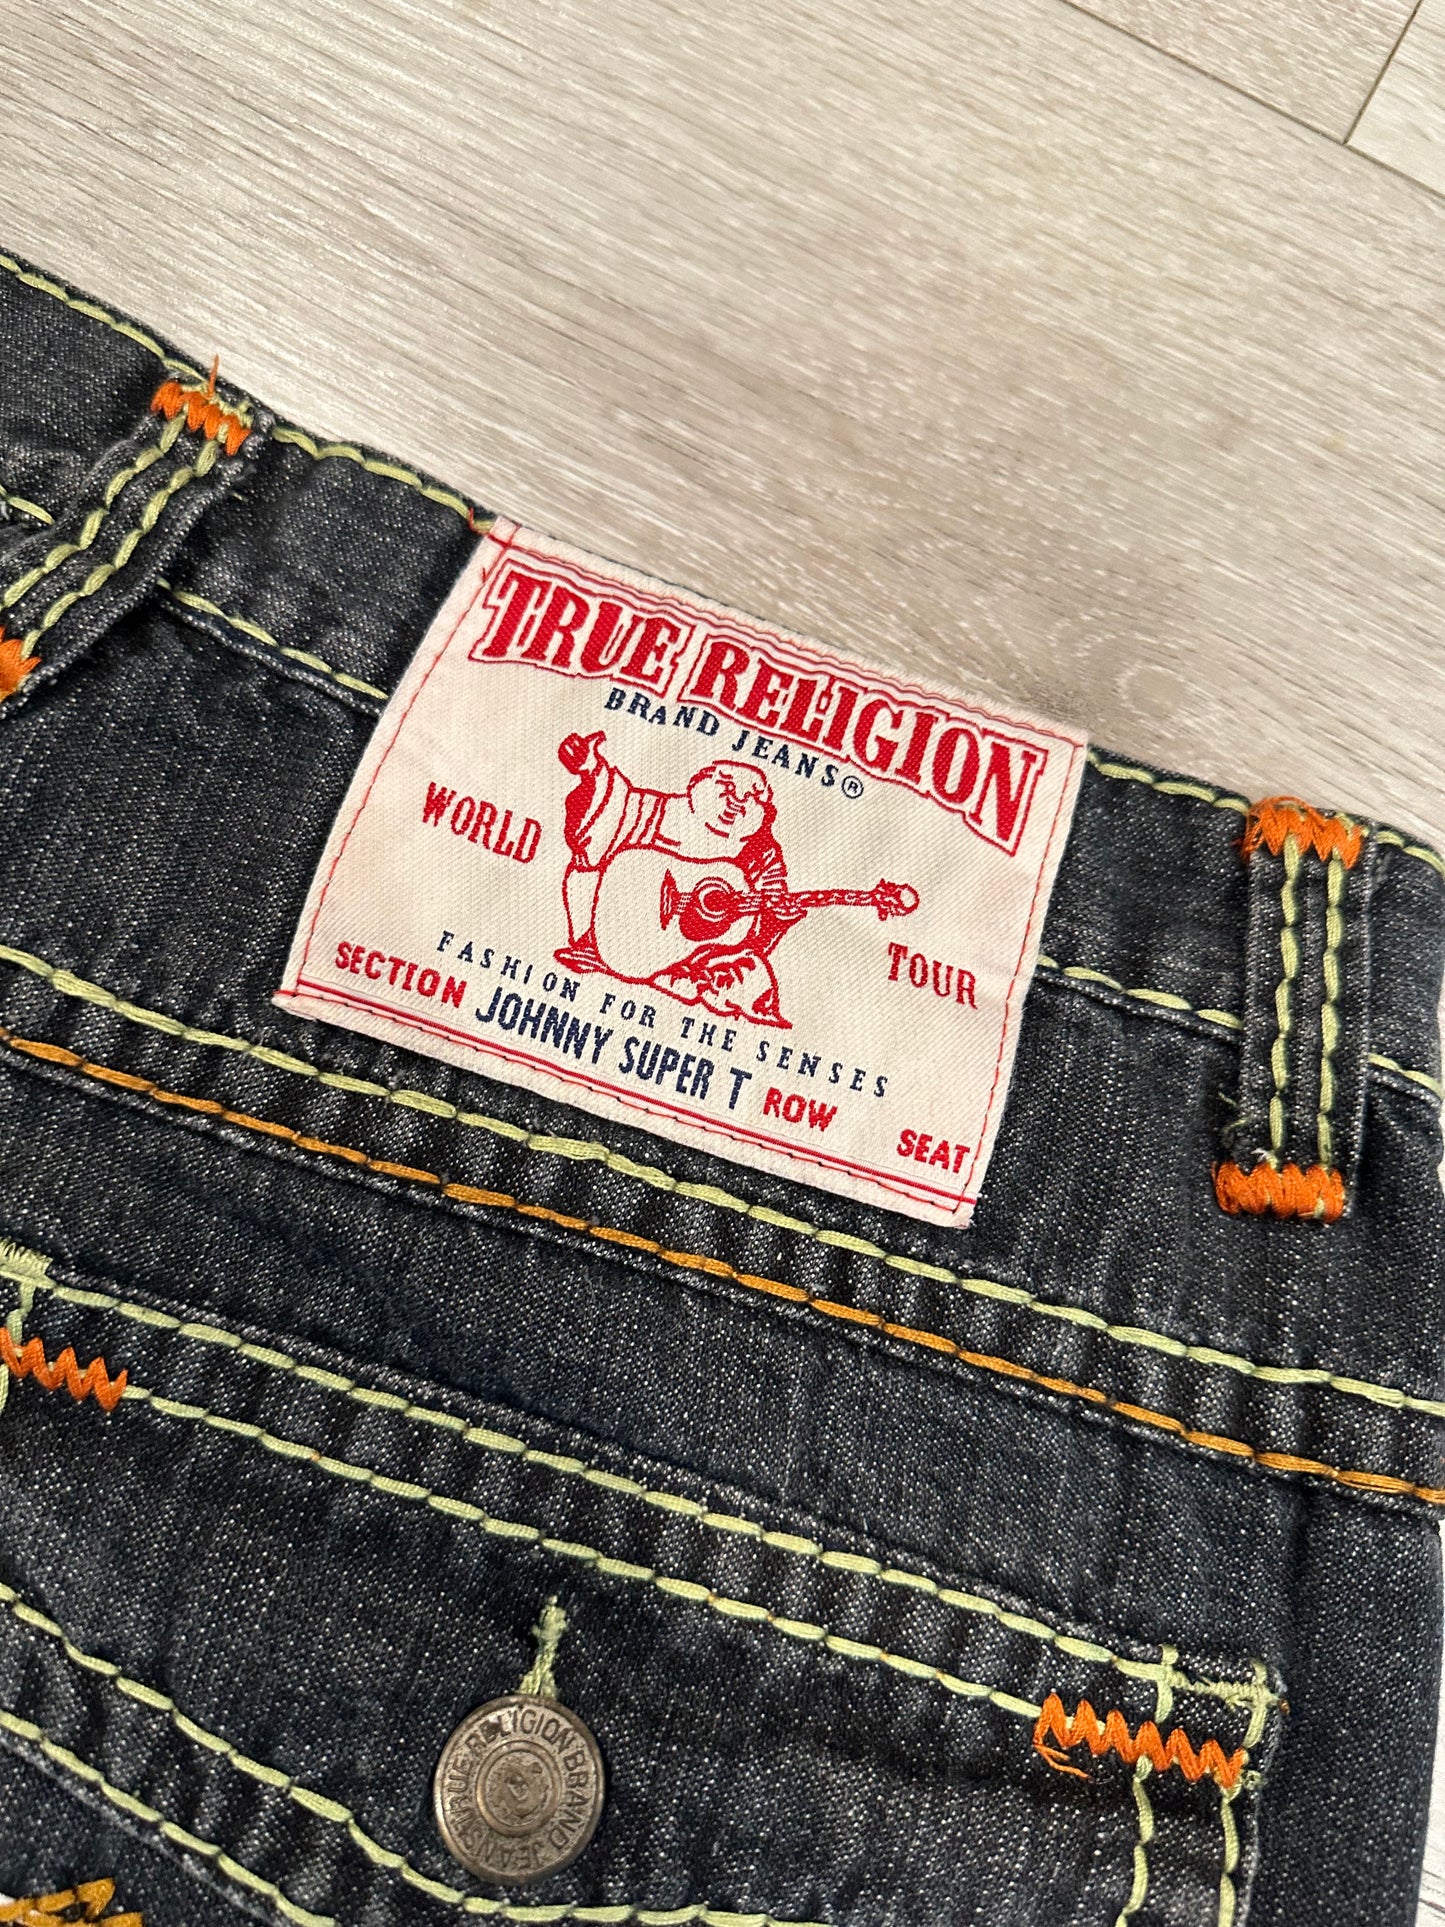 TRUE RELIGION
BRAND JEANS®
WORLD TOUR
FASHION FOR THE SENSES
SECTION JOHNNY SUPER T ROW SEAT
TRUE RELIGION BRAND JEANS